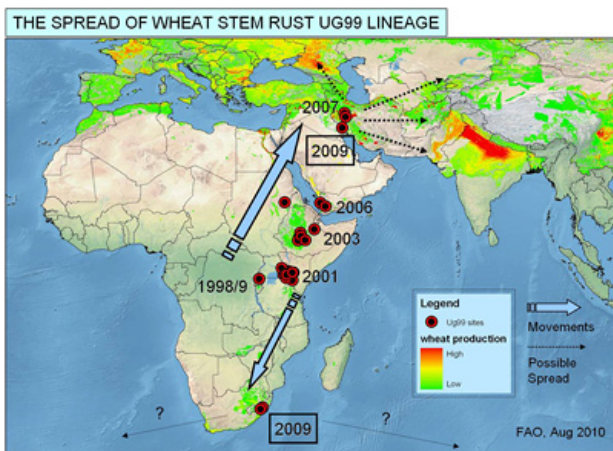 THE SPREAD OF WHEAT STEM RUST UG99 LINEAGE
2007
2009
2006
2003
1998/9
2001
Legend
Ug99 sites
wheat production
High
Low
Movements
Possible
Spread
?
?
2009
FAO, Aug 2010